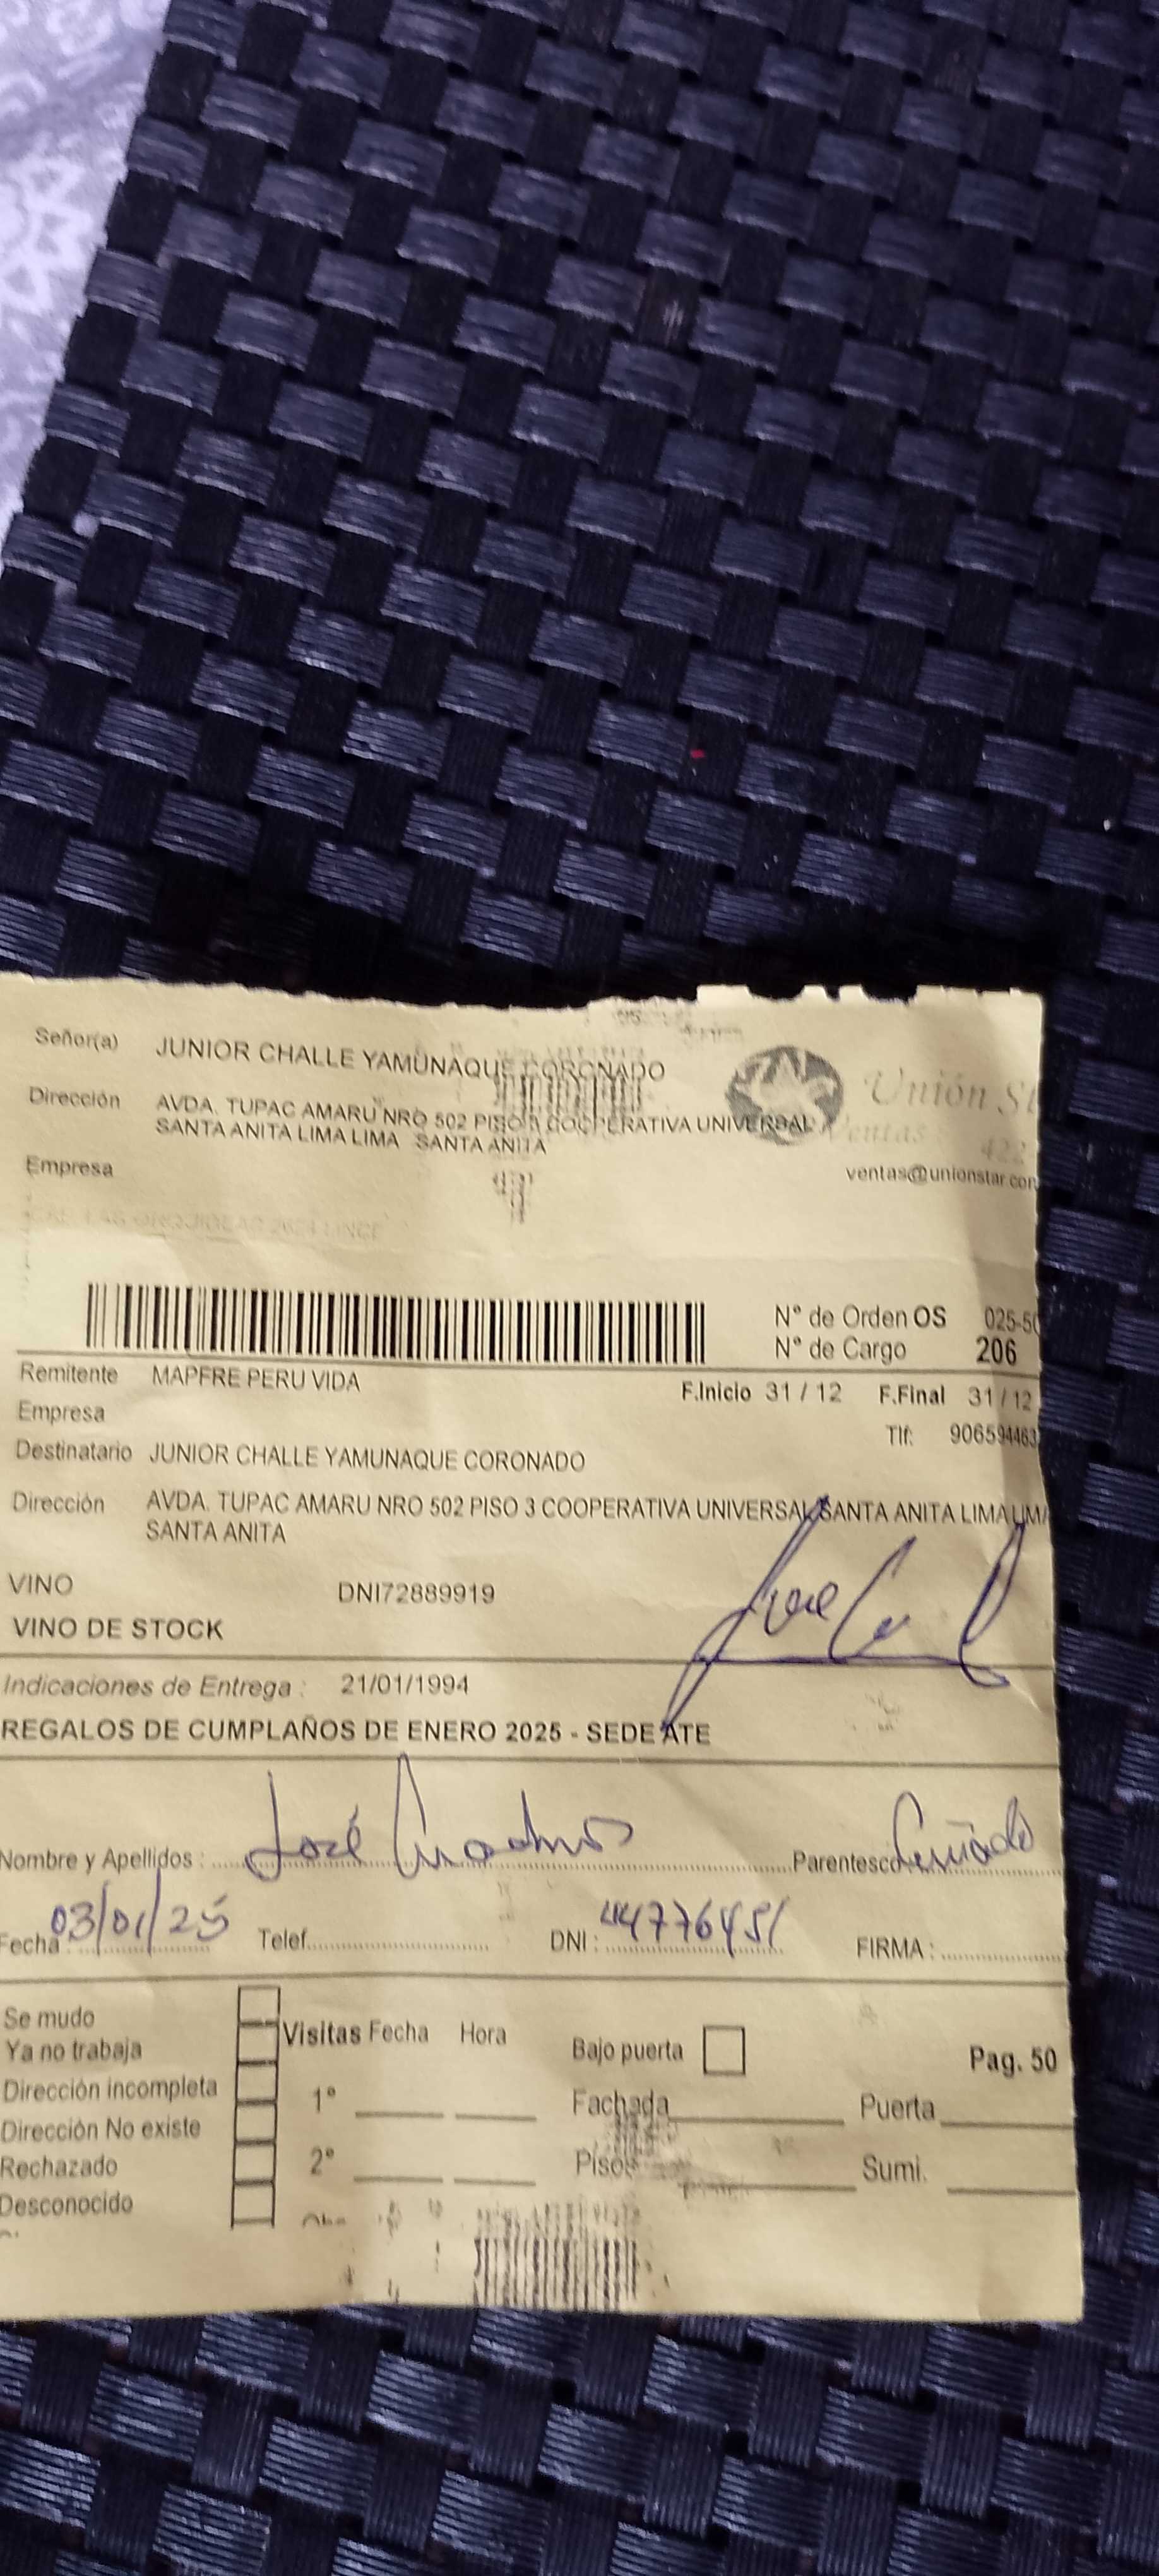 Señor(a) JUNIOR CHALLE YAMUNAQUE CORONADO
Unión
Dirección AVDA. TUPAC AMARU NRO 502 PISO 3 COOPERATIVA UNIVERSAL
SANTA ANITA LIMA LIMA SANTA ANITA
Ventas
422
Empresa
ventas@unionstar.com
N° de Orden OS 025-50
N° de Cargo 206
Remitente MAPFRE PERU VIDA
F.Inicio 31 / 12 F.Final 31 / 12
Empresa
Tlf: 906594463
Destinatario JUNIOR CHALLE YAMUNAQUE CORONADO
Dirección AVDA. TUPAC AMARU NRO 502 PISO 3 COOPERATIVA UNIVERSAL SANTA ANITA LIMA LIMA
SANTA ANITA
VINO DNI72889919
VINO DE STOCK
Indicaciones de Entrega : 21/01/1994
REGALOS DE CUMPLAÑOS DE ENERO 2025 - SEDE ATE
Nombre y Apellidos : José Cuadros Parentesco Cuñado
Fecha 03/01/25 Telef. DNI : 44776451 FIRMA :
Se mudo
Ya no trabaja
Visitas Fecha Hora
Bajo puerta
Pag. 50
Dirección incompleta
1° Fachada Puerta
Dirección No existe
Rechazado
2° Pisos Sumi.
Desconocido